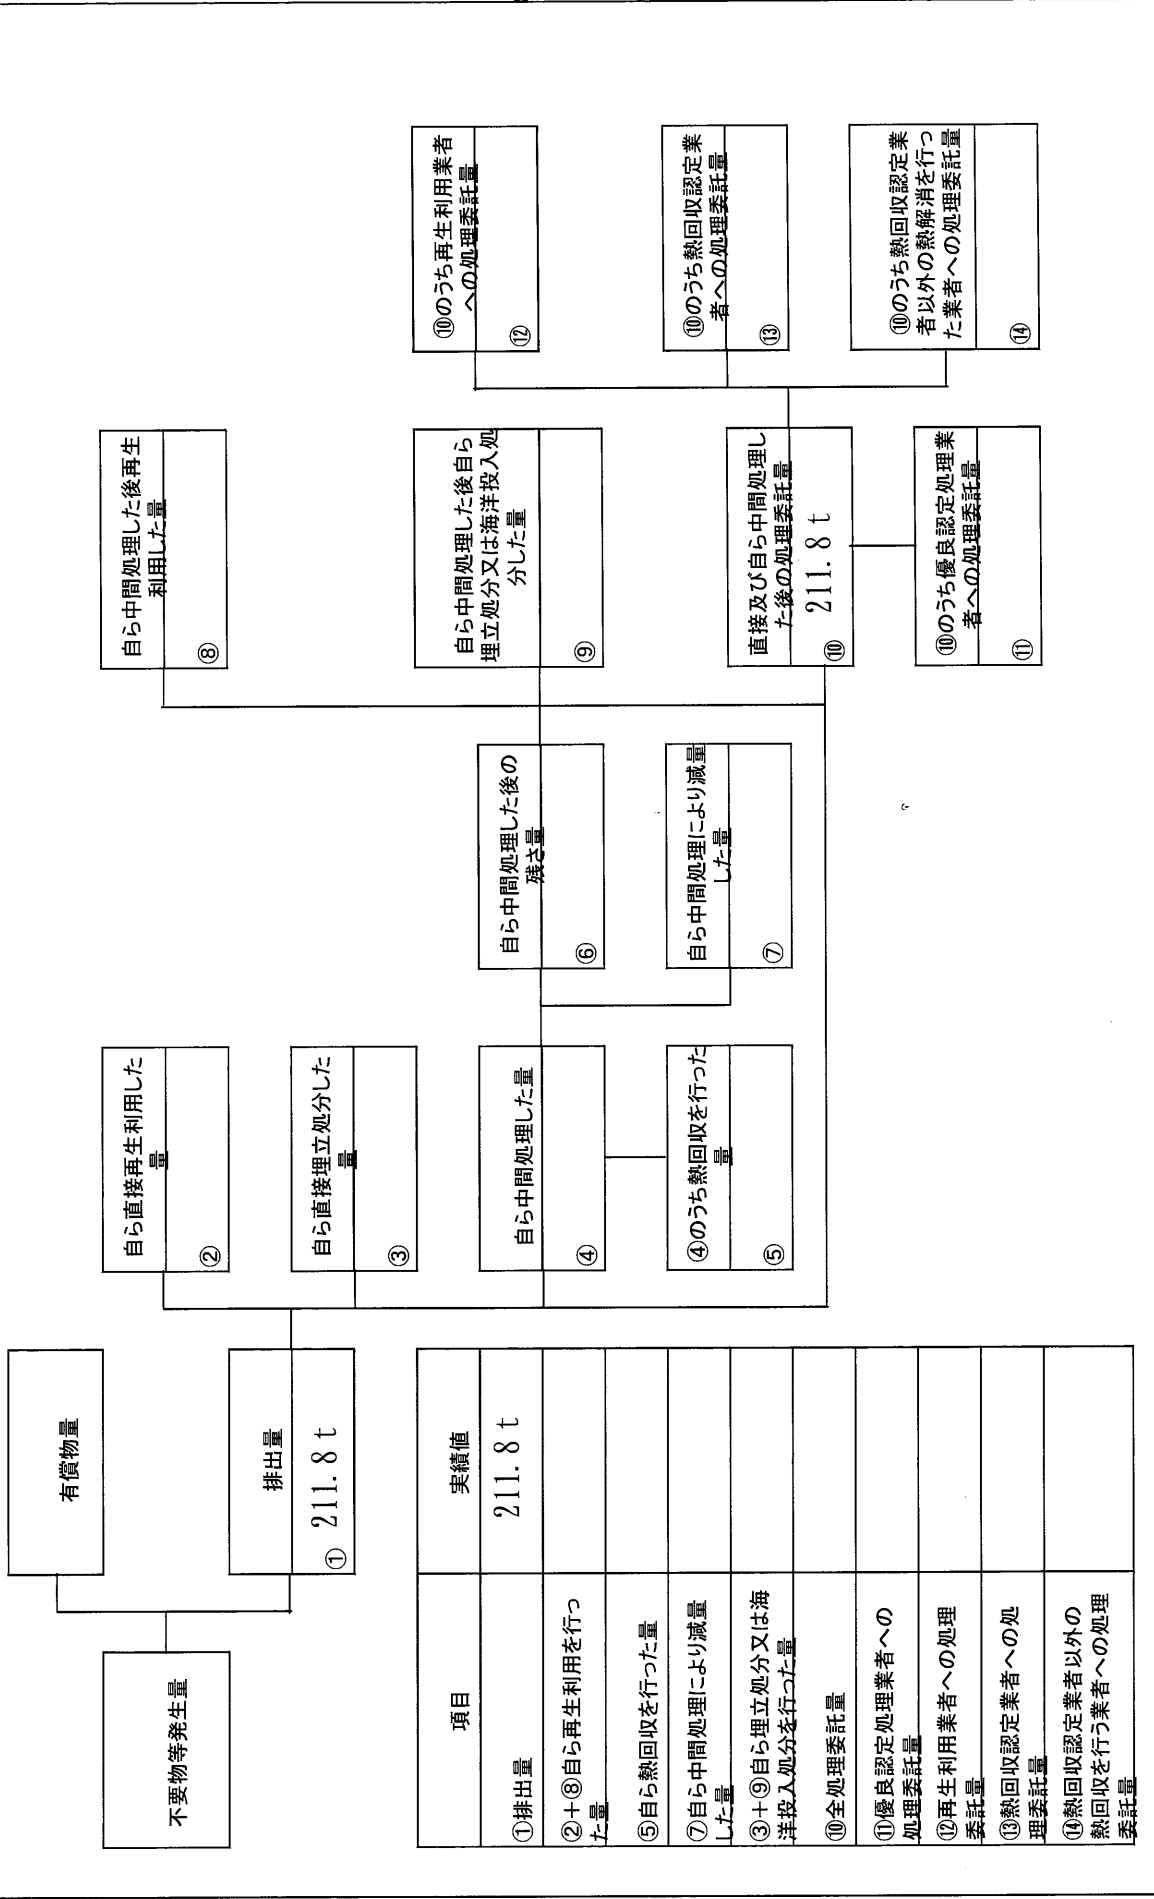 不要物等発生量
有償物量
排出量
① 211.8 t
自ら直接再生利用した
量
②
自ら直接埋立処分した
量
③
自ら中間処理した量
④
④のうち熱回収を行った
量
⑤
自ら中間処理した後の
残さ量
⑥
自ら中間処理により減量
した量
⑦
自ら中間処理した後再生
利用した量
⑧
自ら中間処理した後自ら
埋立処分又は海洋投入処
分した量
⑨
直接及び自ら中間処理し
た後の処理委託量
⑩ 211.8 t
⑩のうち優良認定処理業
者への処理委託量
⑪
⑩のうち再生利用業者
への処理委託量
⑫
⑩のうち熱回収認定業
者への処理委託量
⑬
⑩のうち熱回収認定業
者以外の熱解消を行っ
た業者への処理委託量
⑭
項目 実績値
①排出量 211.8 t
②+⑧自ら再生利用を行っ
た量
⑤自ら熱回収を行った量
⑦自ら中間処理により減量
した量
③+⑨自ら埋立処分又は海
洋投入処分を行った量
⑩全処理委託量
⑪優良認定処理業者への
処理委託量
⑫再生利用業者への処理
委託量
⑬熱回収認定業者への処
理委託量
⑭熱回収認定業者以外の
熱回収を行う業者への処理
委託量